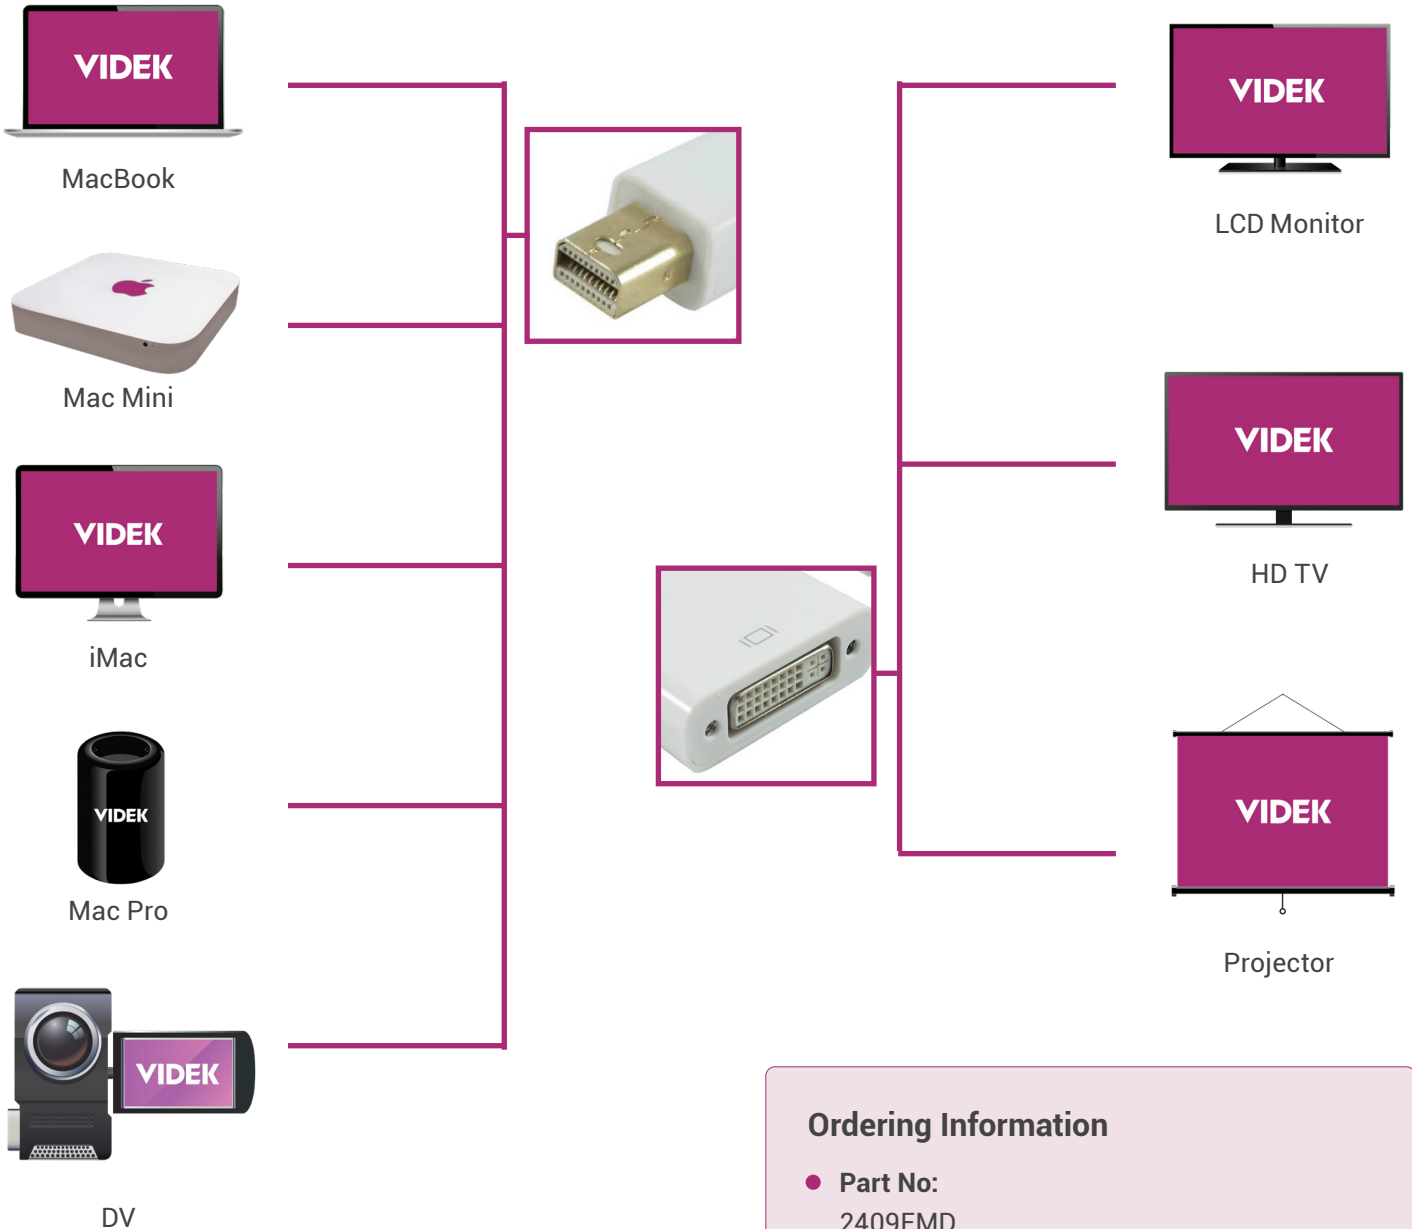 VIDEK
MacBook
Mac Mini
VIDEK
iMac
VIDEK
Mac Pro
VIDEK
DV
VIDEK
LCD Monitor
VIDEK
HD TV
VIDEK
Projector
Ordering Information
Part No:
2409FMD